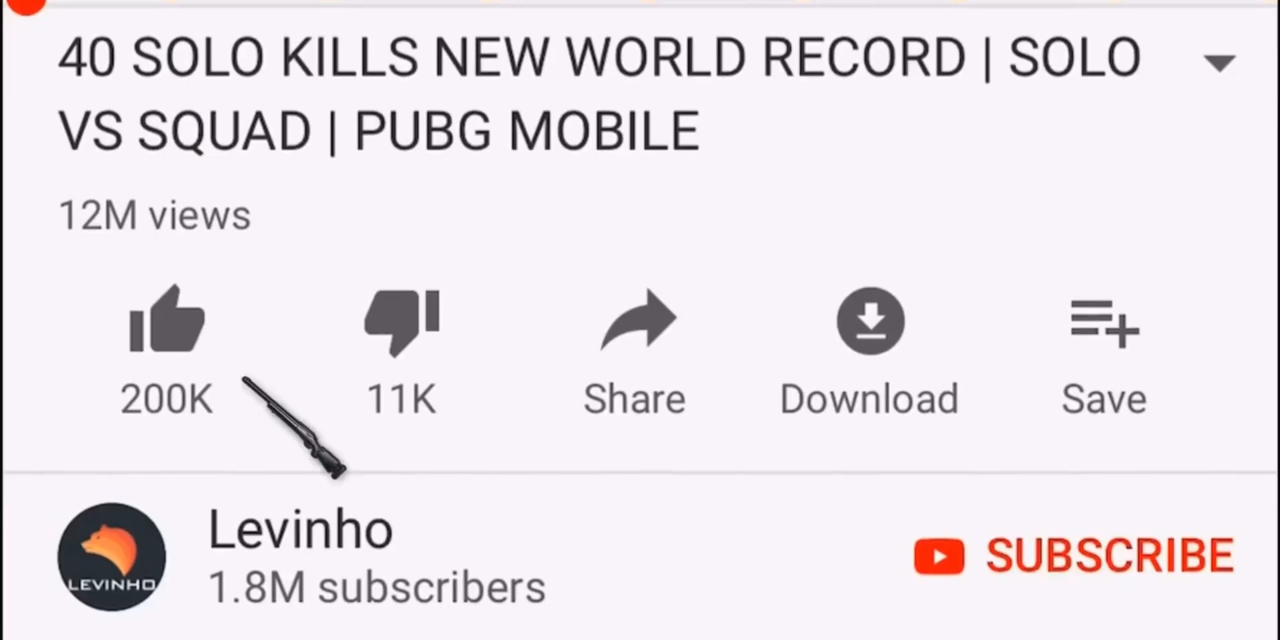 40 SOLO KILLS NEW WORLD RECORD | SOLO
VS SQUAD | PUBG MOBILE
12M views
200K
11K
Share
Download
Save
LEVINHO
Levinho
1.8M subscribers
SUBSCRIBE